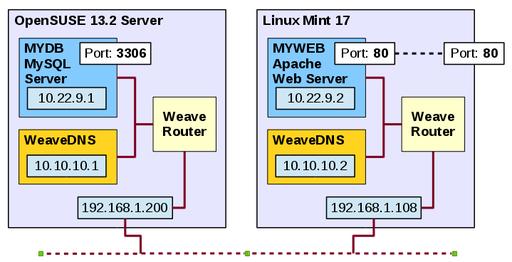 OpenSUSE 13.2 Server
MYDB
MySQL
Server
Port: 3306
10.22.9.1
WeaveDNS
10.10.10.1
Weave
Router
192.168.1.200
Linux Mint 17
MYWEB
Apache
Web Server
Port: 80
Port: 80
10.22.9.2
WeaveDNS
10.10.10.2
Weave
Router
192.168.1.108